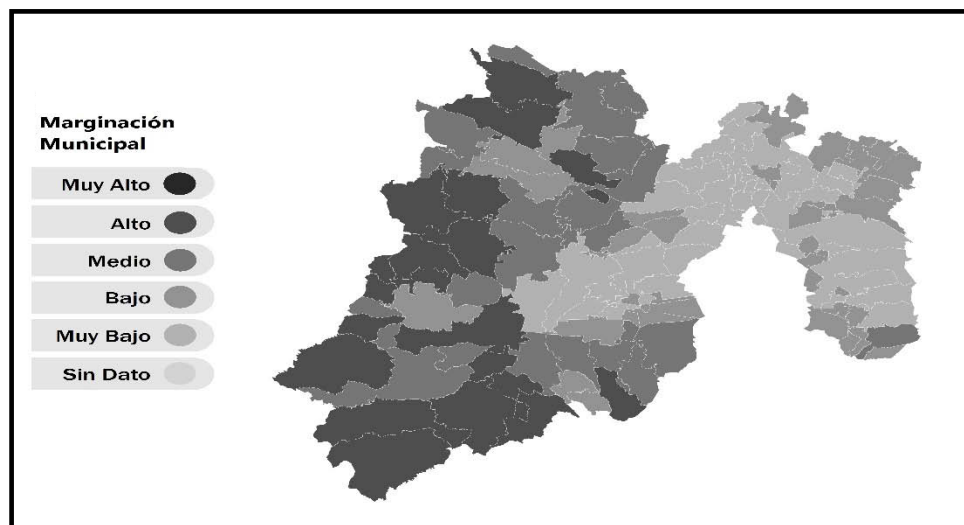 Marginación
Municipal
Muy Alto
Alto
Medio
Bajo
Muy Bajo
Sin Dato